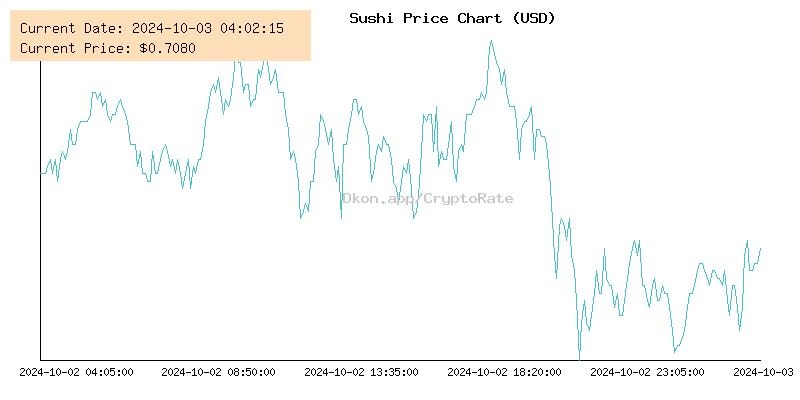 Sushi Price Chart (USD)
Current Date: 2024-10-03 04:02:15
Current Price: $0.7080
Okon.app/CryptoRate
2024-10-02 04:05:00 2024-10-02 08:50:00 2024-10-02 13:35:00 2024-10-02 18:20:00 2024-10-02 23:05:00 2024-10-03